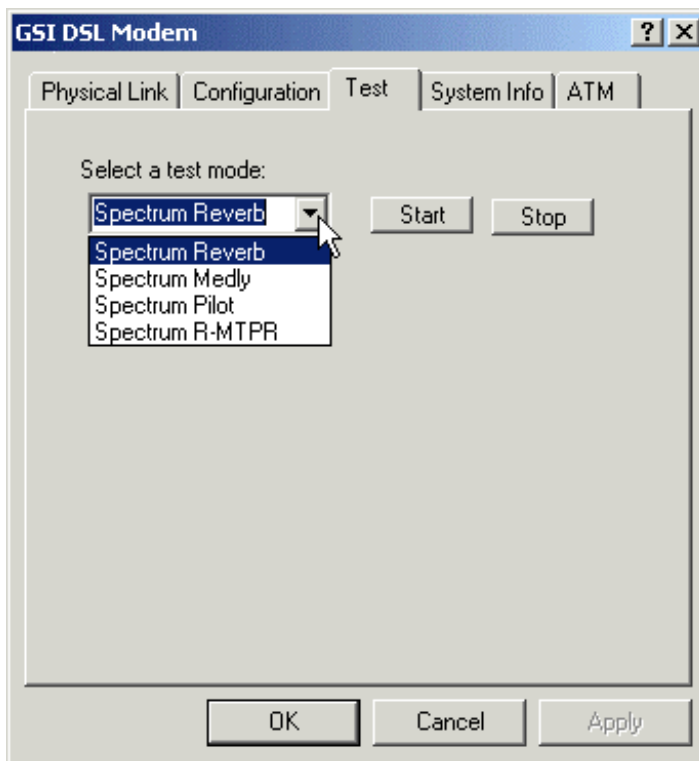 GSI DSL Modem
Physical Link Configuration Test System Info ATM
Select a test mode:
Spectrum Reverb Start Stop
Spectrum Reverb
Spectrum Medly
Spectrum Pilot
Spectrum R-MTPR
OK Cancel Apply